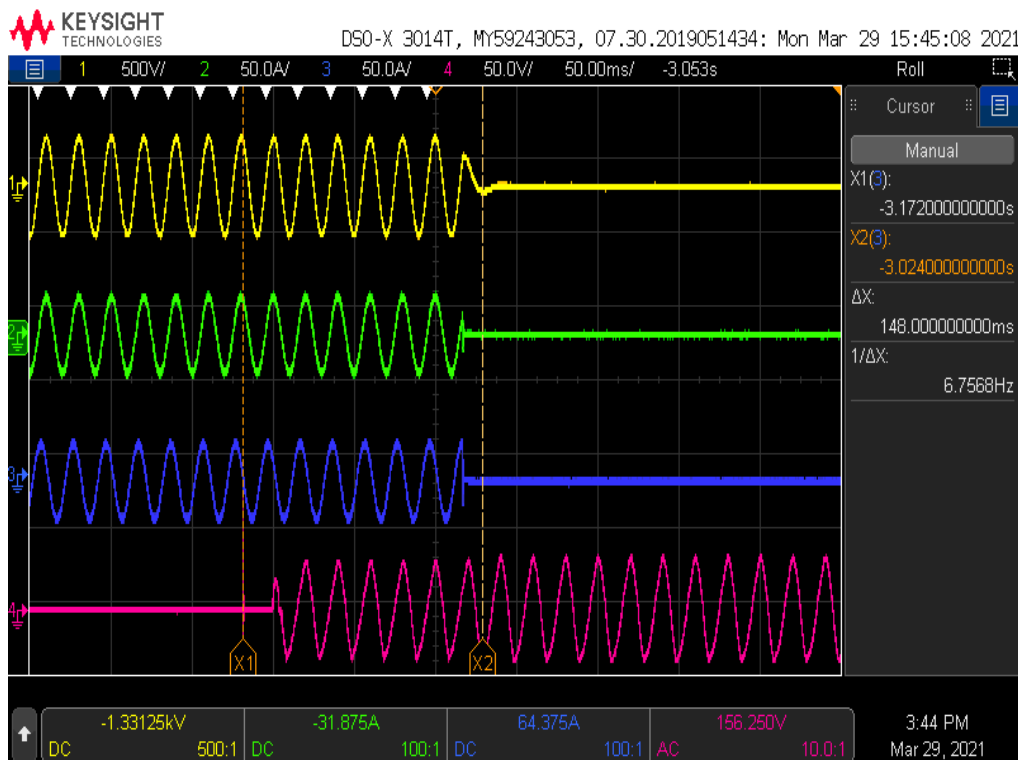 KEYSIGHT
TECHNOLOGIES
DSO-X 3014T, MY59243053, 07.30.2019051434: Mon Mar 29 15:45:08 2021
1 500V/ 2 50.0A/ 3 50.0A/ 4 50.0V/ 50.00ms/ -3.053s Roll
Cursor
Manual
X1(3):
-3.172000000000s
X2(3):
-3.024000000000s
ΔX:
148.000000000ms
1/ΔX:
6.7568Hz
1
2
3
4
X1 X2
-1.33125kV -31.875A 64.375A 156.250V
DC 500:1 DC 100:1 DC 100:1 AC 10.0:1
3:44 PM
Mar 29, 2021